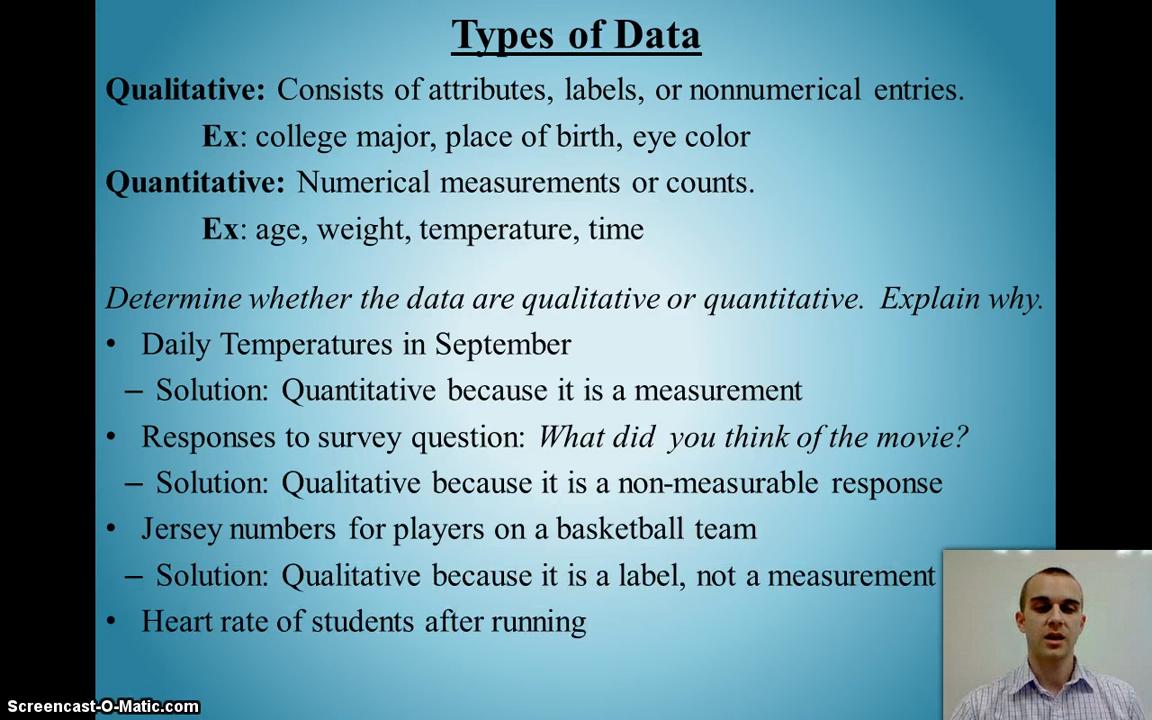 Types of Data
Qualitative: Consists of attributes, labels, or nonnumerical entries.
Ex: college major, place of birth, eye color
Quantitative: Numerical measurements or counts.
Ex: age, weight, temperature, time
Determine whether the data are qualitative or quantitative. Explain why.
• Daily Temperatures in September
– Solution: Quantitative because it is a measurement
• Responses to survey question: What did you think of the movie?
– Solution: Qualitative because it is a non-measurable response
• Jersey numbers for players on a basketball team
– Solution: Qualitative because it is a label, not a measurement
• Heart rate of students after running
Screencast-O-Matic.com